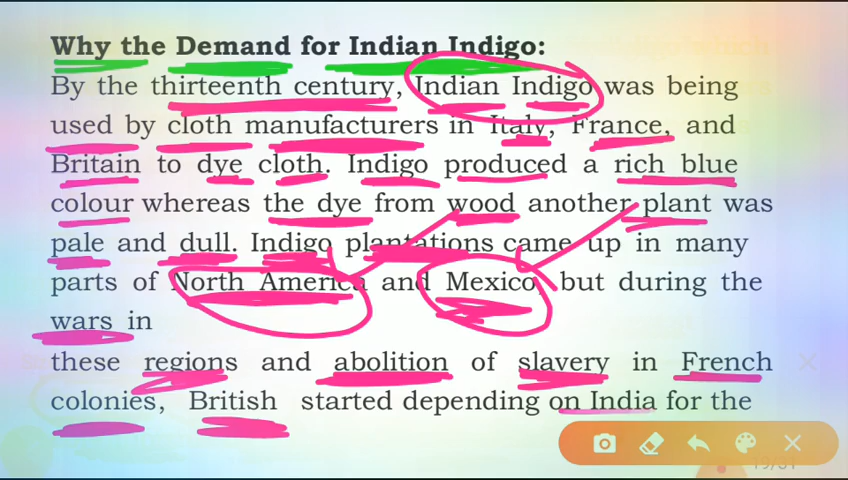 Why the Demand for Indian Indigo:
By the thirteenth century, Indian Indigo was being
used by cloth manufacturers in Italy, France, and
Britain to dye cloth. Indigo produced a rich blue
colour whereas the dye from wood another plant was
pale and dull. Indigo plantations came up in many
parts of North America and Mexico, but during the
wars in
these regions and abolition of slavery in French
colonies, British started depending on India for the
19/31